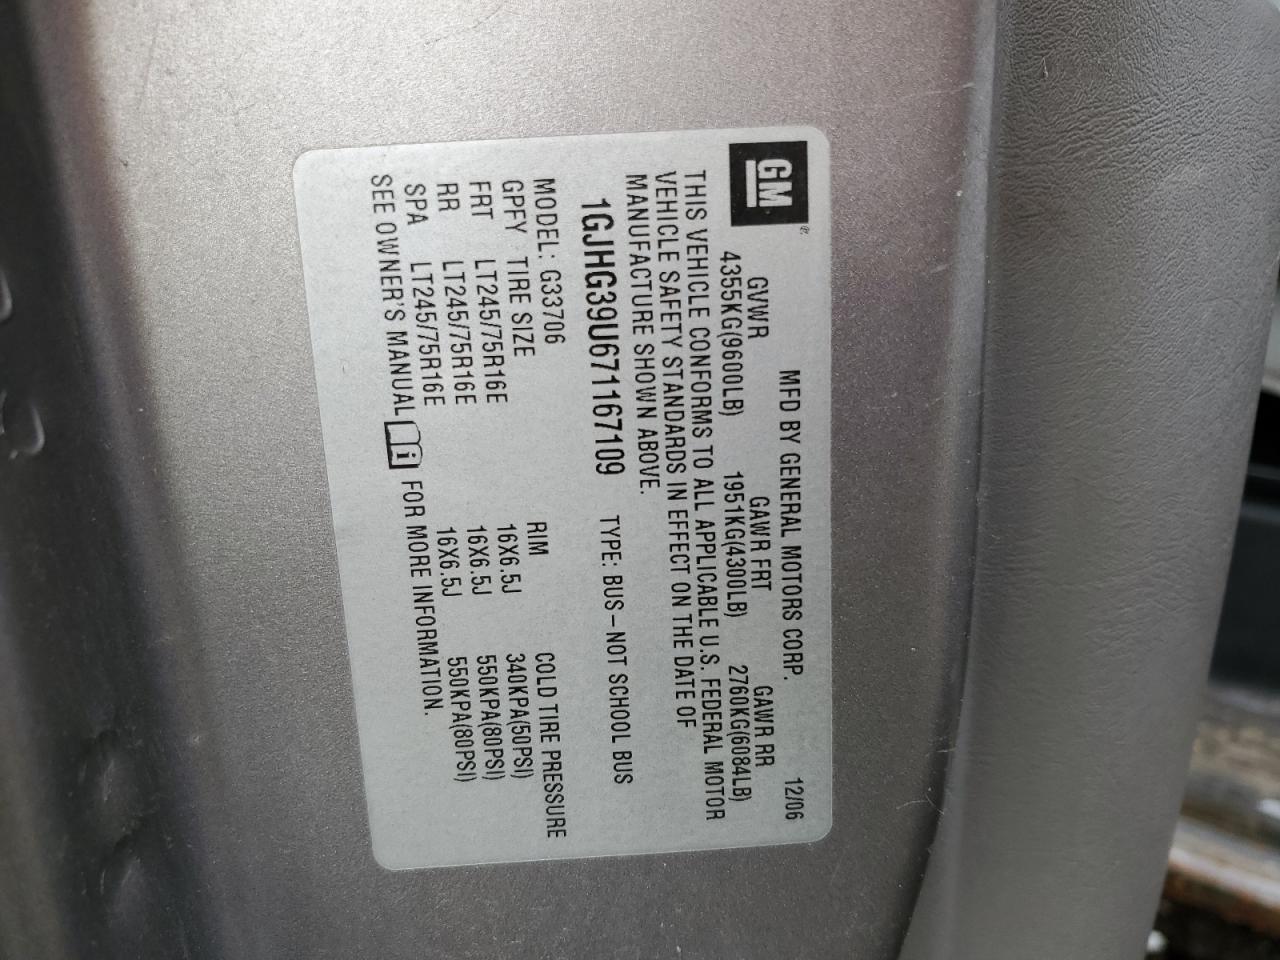 GM ®
MFD BY GENERAL MOTORS CORP. 12/06
GVWR GAWR FRT GAWR RR
4355KG(9600LB) 1951KG(4300LB) 2760KG(6084LB)
THIS VEHICLE CONFORMS TO ALL APPLICABLE U.S. FEDERAL MOTOR
VEHICLE SAFETY STANDARDS IN EFFECT ON THE DATE OF
MANUFACTURE SHOWN ABOVE.
1GJHG39U671167109 TYPE: BUS-NOT SCHOOL BUS
MODEL: G33706
GPFY TIRE SIZE RIM COLD TIRE PRESSURE
FRT LT245/75R16E 16X6.5J 340KPA(50PSI)
RR LT245/75R16E 16X6.5J 550KPA(80PSI)
SPA LT245/75R16E 16X6.5J 550KPA(80PSI)
SEE OWNER'S MANUAL i FOR MORE INFORMATION.